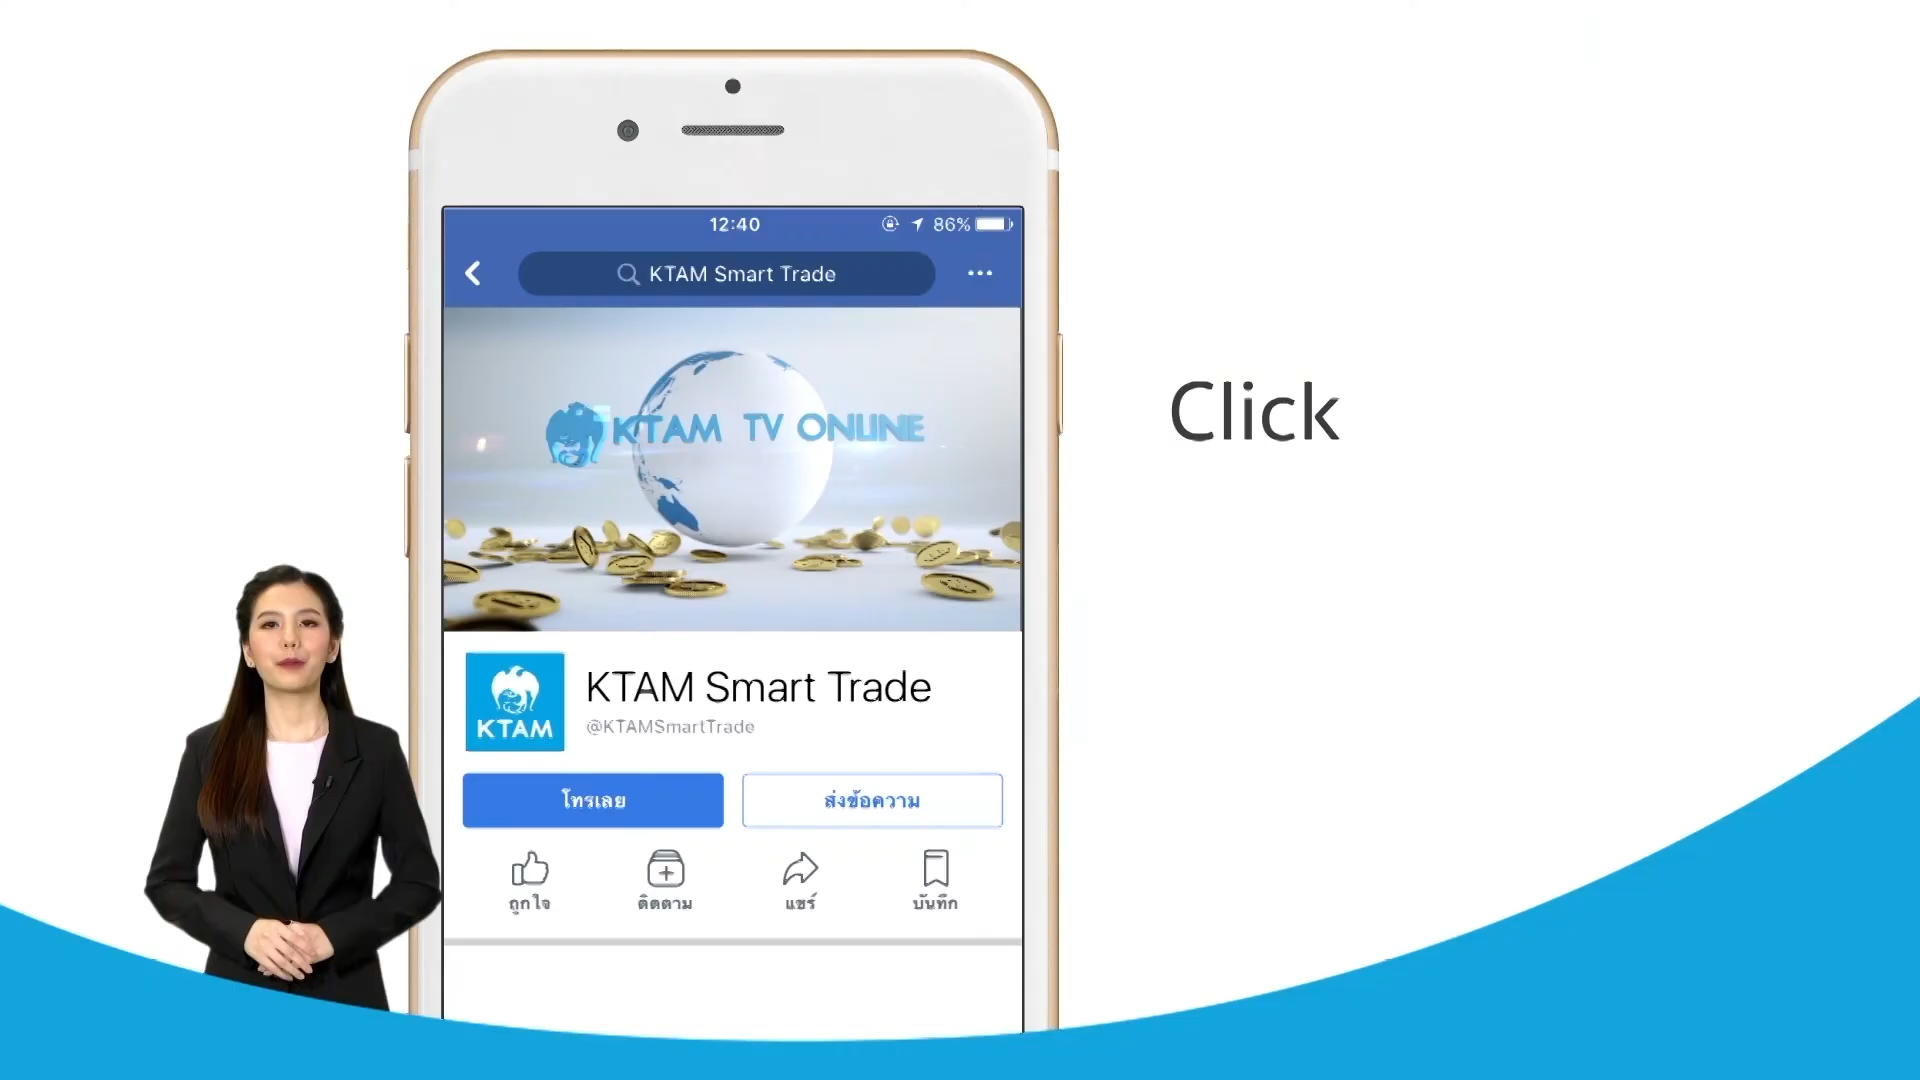 12:40
86%
KTAM Smart Trade
KTAM TV ONLINE
Click
KTAM
KTAM Smart Trade
@KTAMSmartTrade
โทรเลย
ส่งข้อความ
ถูกใจ
ติดตาม
แชร์
บันทึก